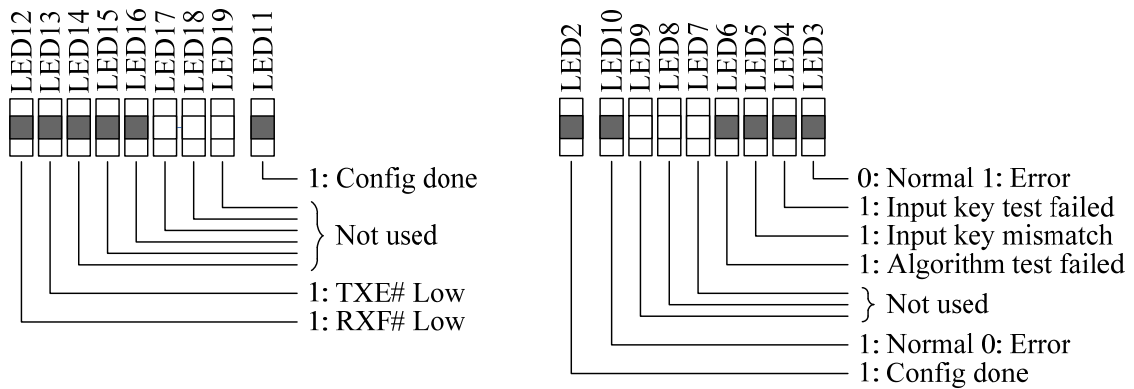 LED12
LED13
LED14
LED15
LED16
LED17
LED18
LED19
LED11
1: Config done
Not used
1: TXE# Low
1: RXF# Low
LED2
LED10
LED9
LED8
LED7
LED6
LED5
LED4
LED3
0: Normal 1: Error
1: Input key test failed
1: Input key mismatch
1: Algorithm test failed
Not used
1: Normal 0: Error
1: Config done